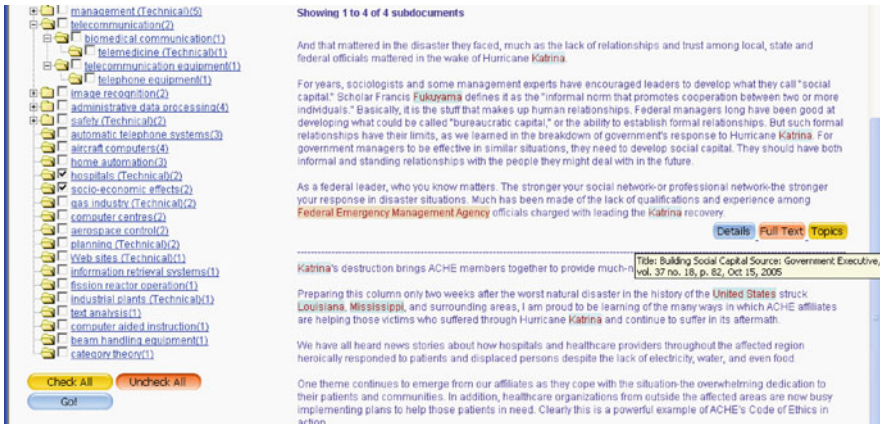 management (Technical)(5)
telecommunication(2)
biomedical communication(1)
telemedicine (Technical)(1)
telecommunication equipment(1)
telephone equipment(1)
image recognition(2)
administrative data processing(4)
safety (Technical)(2)
automatic telephone systems(3)
aircraft computers(4)
home automation(3)
hospitals (Technical)(2)
socio-economic effects(2)
gas industry (Technical)(2)
computer centres(2)
aerospace control(2)
planning (Technical)(2)
Web sites (Technical)(1)
information retrieval systems(1)
fission reactor operation(1)
industrial plants (Technical)(1)
text analysis(1)
computer aided instruction(1)
beam handling equipment(1)
category theory(1)
Check All Uncheck All
Go!
Showing 1 to 4 of 4 subdocuments
And that mattered in the disaster they faced, much as the lack of relationships and trust among local, state and
federal officials mattered in the wake of Hurricane Katrina.
For years, sociologists and some management experts have encouraged leaders to develop what they call "social
capital." Scholar Francis Fukuyama defines it as the "informal norm that promotes cooperation between two or more
individuals." Basically, it is the stuff that makes up human relationships. Federal managers long have been good at
developing what could be called "bureaucratic capital," or the ability to establish formal relationships. But such formal
relationships have their limits, as we learned in the breakdown of government's response to Hurricane Katrina. For
government managers to be effective in similar situations, they need to develop social capital. They should have both
informal and standing relationships with the people they might deal with in the future.
As a federal leader, who you know matters. The stronger your social network-or professional network-the stronger
your response in disaster situations. Much has been made of the lack of qualifications and experience among
Federal Emergency Management Agency officials charged with leading the Katrina recovery.
Details Full Text Topics
Title: Building Social Capital Source: Government Executive,
vol. 37 no. 18, p. 82, Oct 15, 2005
Katrina's destruction brings ACHE members together to provide much-n
Preparing this column only two weeks after the worst natural disaster in the history of the United States struck
Louisiana, Mississippi, and surrounding areas, I am proud to be learning of the many ways in which ACHE affiliates
are helping those victims who suffered through Hurricane Katrina and continue to suffer in its aftermath.
We have all heard news stories about how hospitals and healthcare providers throughout the affected region
heroically responded to patients and displaced persons despite the lack of electricity, water, and even food.
One theme continues to emerge from our affiliates as they cope with the situation-the overwhelming dedication to
their patients and communities. In addition, healthcare organizations from outside the affected areas are now busy
implementing plans to help those patients in need. Clearly this is a powerful example of ACHE's Code of Ethics in
action.